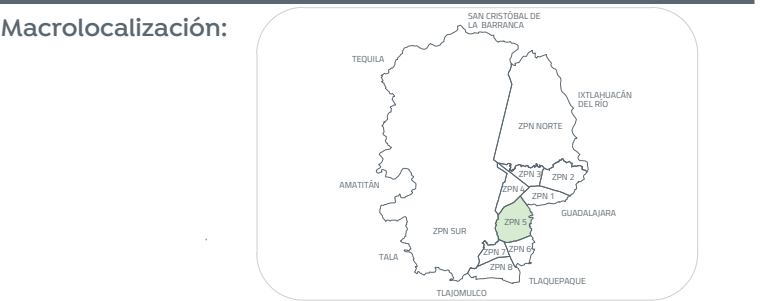 Macrolocalización:
SAN CRISTÓBAL DE
LA BARRANCA
TEQUILA
IXTLAHUACÁN
DEL RÍO
ZPN NORTE
ZPN 3
ZPN 2
AMATITÁN
ZPN 4
ZPN 1
GUADALAJARA
ZPN 5
ZPN SUR
ZPN 7
ZPN 6
TALA
ZPN 8
TLAQUEPAQUE
TLAJOMULCO